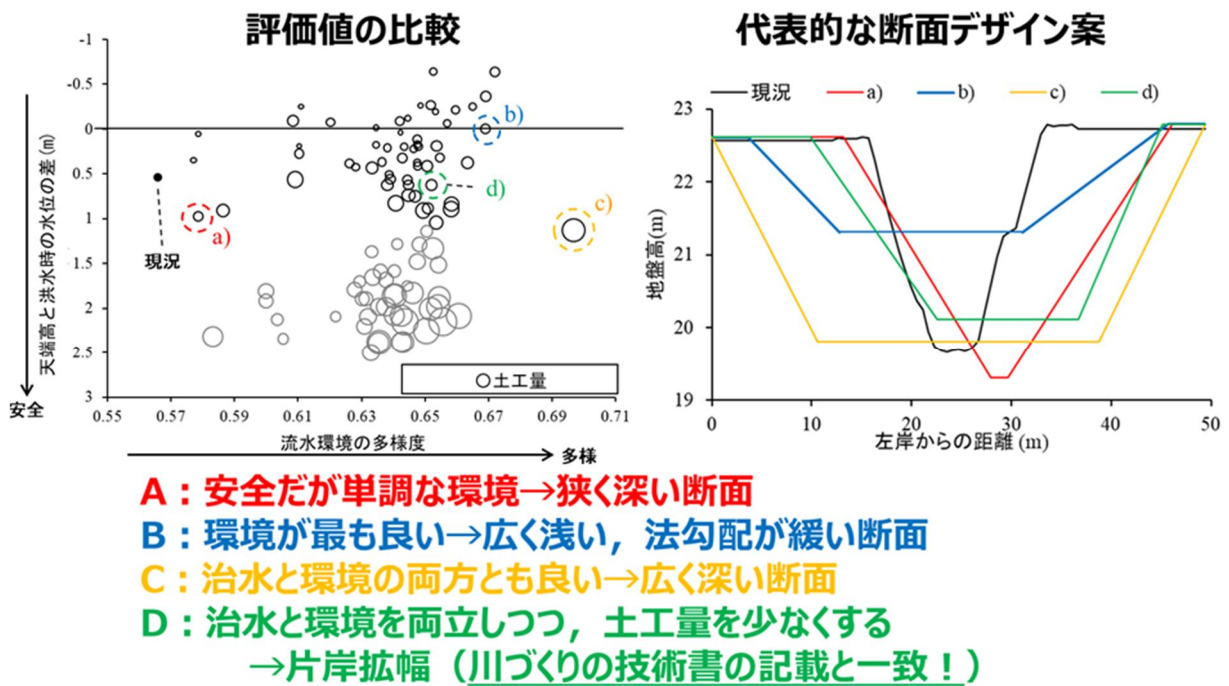 評価値の比較
代表的な断面デザイン案
-1
-0.5
0
0.5
1
1.5
2
2.5
3
天端高と洪水時の水位の差 (m)
安全
b)
d)
c)
a)
現況
土工量
0.55
0.57
0.59
0.61
0.63
0.65
0.67
0.69
0.71
流水環境の多様度
多様
現況
a)
b)
c)
d)
23
22
21
20
19
地盤高(m)
0
10
20
30
40
50
左岸からの距離 (m)
A：安全だが単調な環境→狭く深い断面
B：環境が最も良い→広く浅い，法勾配が緩い断面
C：治水と環境の両方とも良い→広く深い断面
D：治水と環境を両立しつつ，土工量を少なくする
→片岸拡幅（川づくりの技術書の記載と一致！）